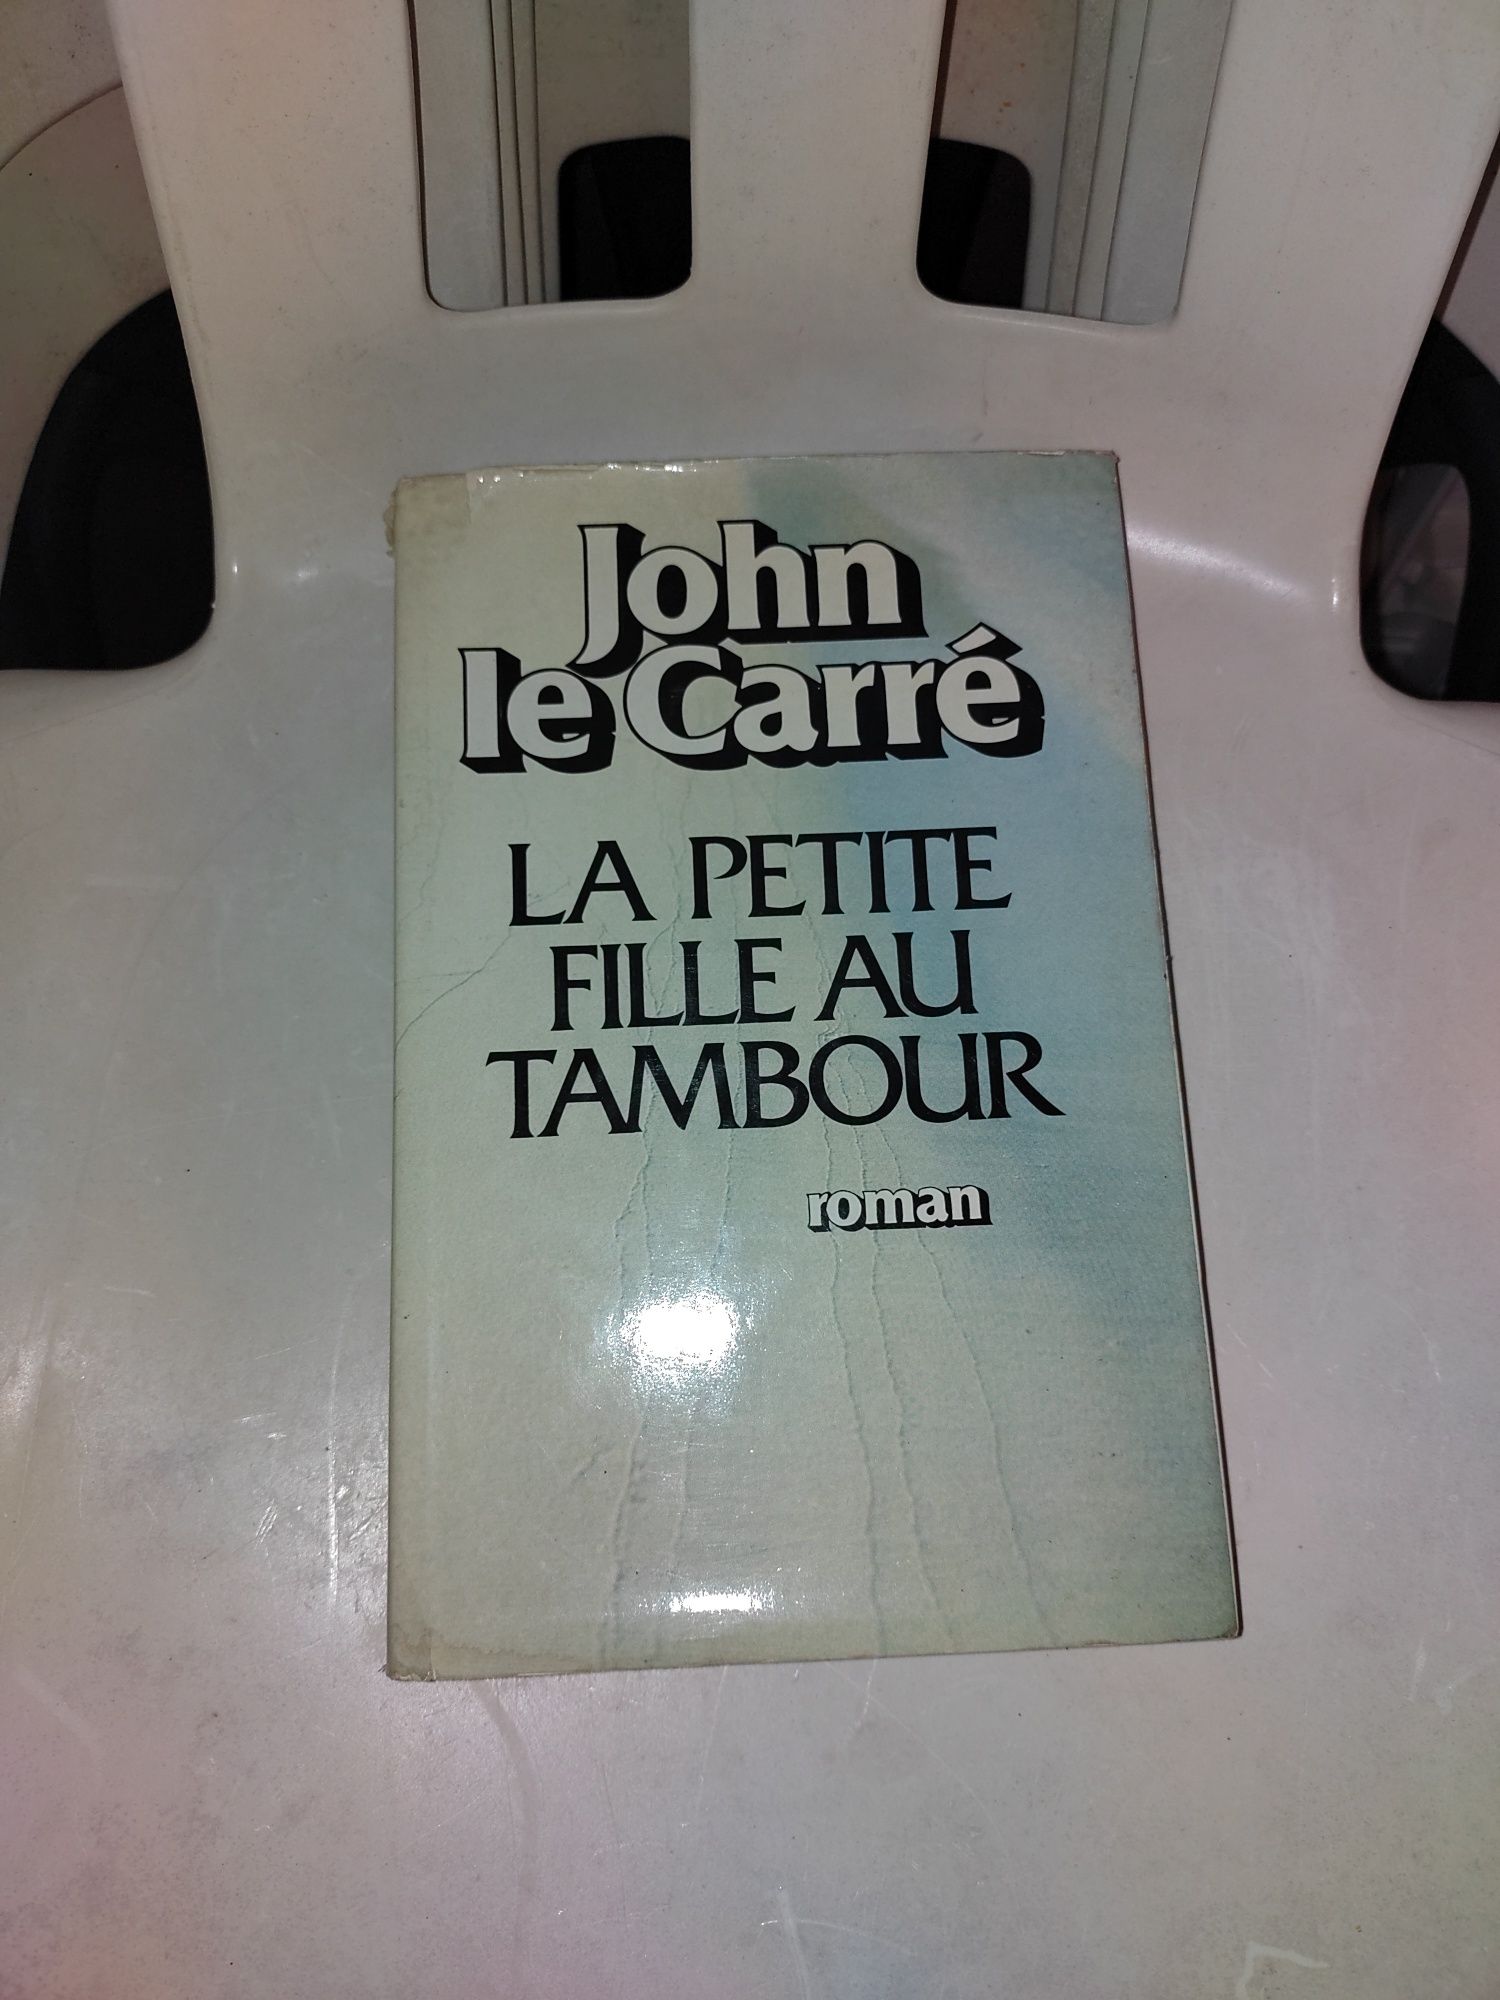 John
le Carré
LA PETITE
FILLE AU
TAMBOUR
roman